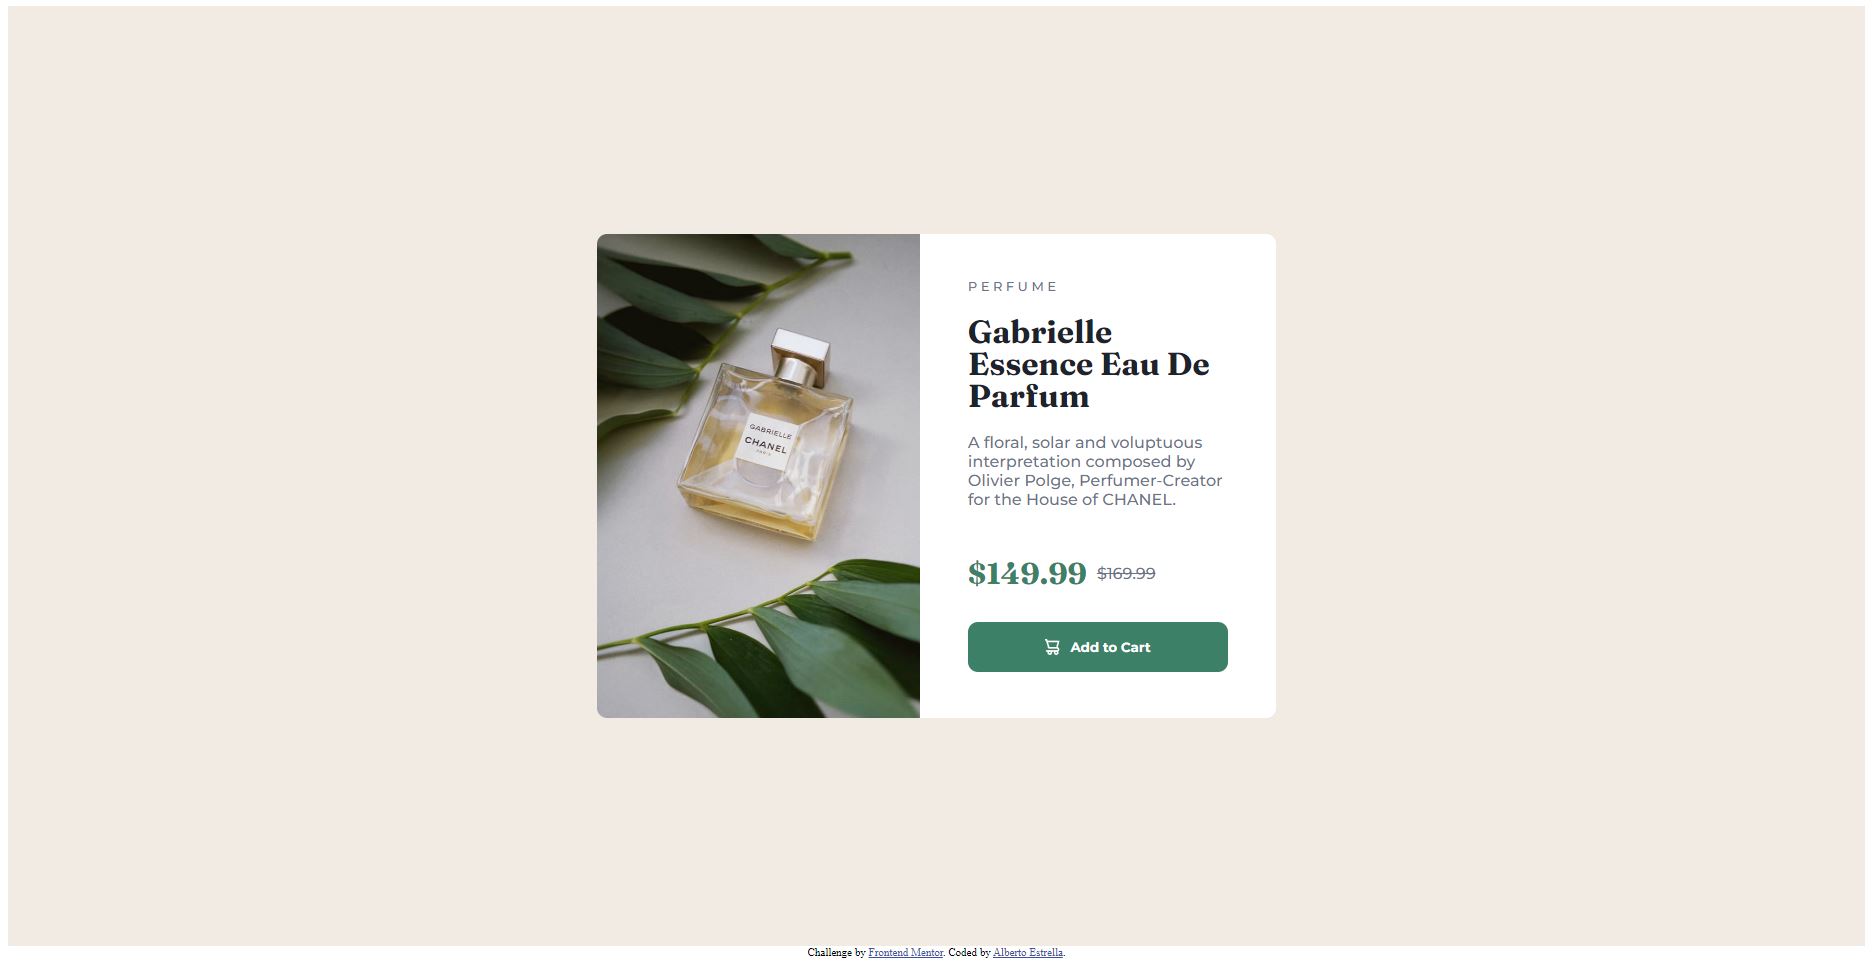 GABRIELLE
CHANEL
PARIS
PERFUME
Gabrielle
Essence Eau De
Parfum
A floral, solar and voluptuous
interpretation composed by
Olivier Polge, Perfumer-Creator
for the House of CHANEL.
$149.99 $169.99
Add to Cart
Challenge by Frontend Mentor. Coded by Alberto Estrella.